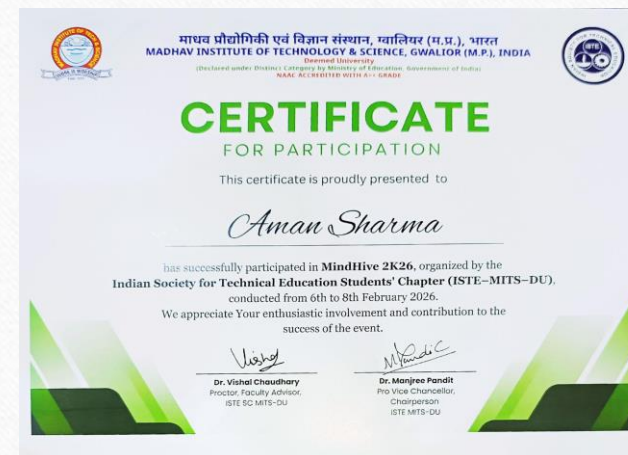 माधव प्रौद्योगिकी एवं विज्ञान संस्थान, ग्वालियर (म.प्र.), भारत
MADHAV INSTITUTE OF TECHNOLOGY & SCIENCE, GWALIOR (M.P.), INDIA
Deemed University
(Declared under Distinct Category by Ministry of Education, Government of India)
NAAC ACCREDITED WITH A++ GRADE
CERTIFICATE
FOR PARTICIPATION
This certificate is proudly presented to
Aman Sharma
has successfully participated in MindHive 2K26, organized by the
Indian Society for Technical Education Students' Chapter (ISTE–MITS–DU),
conducted from 6th to 8th February 2026.
We appreciate Your enthusiastic involvement and contribution to the
success of the event.
Dr. Vishal Chaudhary
Proctor, Faculty Advisor,
ISTE SC MITS-DU
Dr. Manjree Pandit
Pro Vice Chancellor,
Chairperson
ISTE MITS-DU
ISTE